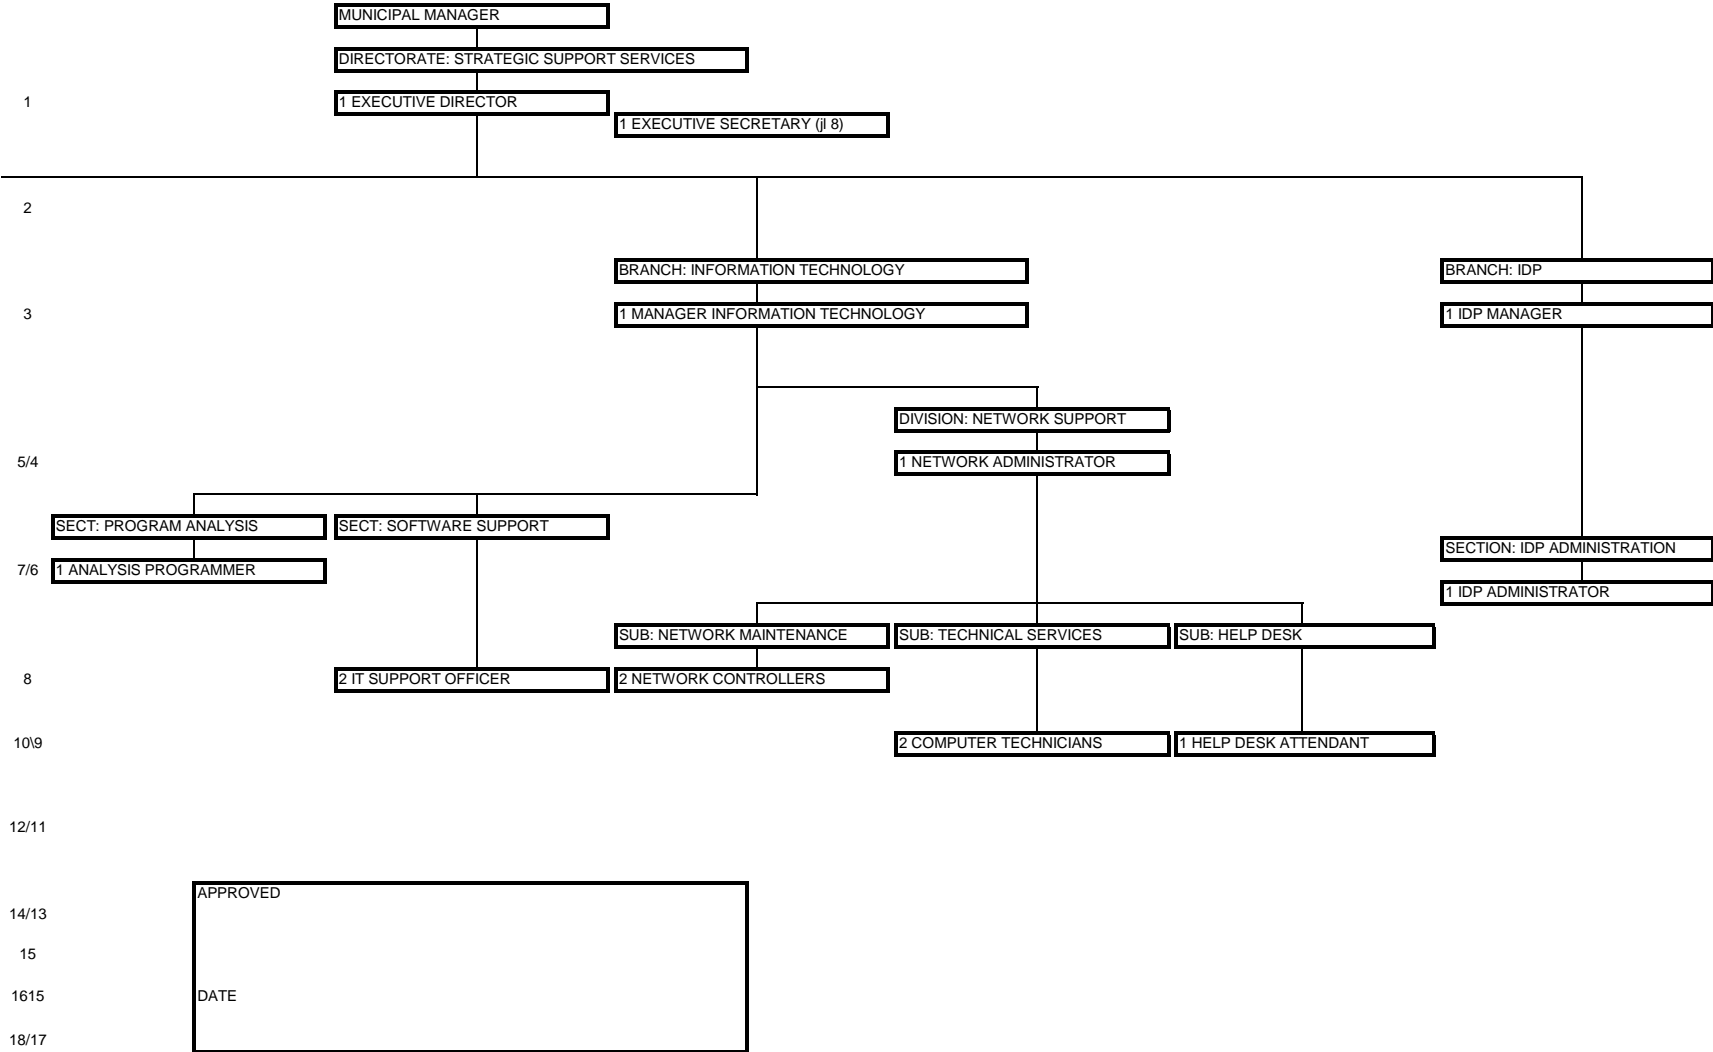 MUNICIPAL MANAGER
DIRECTORATE: STRATEGIC SUPPORT SERVICES
1
1 EXECUTIVE DIRECTOR
1 EXECUTIVE SECRETARY (jl 8)
2
BRANCH: INFORMATION TECHNOLOGY
BRANCH: IDP
3
1 MANAGER INFORMATION TECHNOLOGY
1 IDP MANAGER
DIVISION: NETWORK SUPPORT
5/4
1 NETWORK ADMINISTRATOR
SECT: PROGRAM ANALYSIS
SECT: SOFTWARE SUPPORT
SECTION: IDP ADMINISTRATION
7/6
1 ANALYSIS PROGRAMMER
1 IDP ADMINISTRATOR
SUB: NETWORK MAINTENANCE
SUB: TECHNICAL SERVICES
SUB: HELP DESK
8
2 IT SUPPORT OFFICER
2 NETWORK CONTROLLERS
10\9
2 COMPUTER TECHNICIANS
1 HELP DESK ATTENDANT
12/11
APPROVED
14/13
15
1615
DATE
18/17